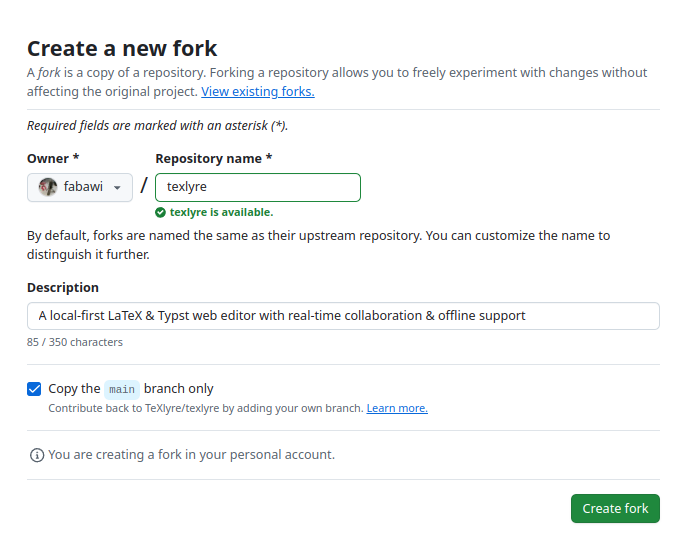 Create a new fork
A fork is a copy of a repository. Forking a repository allows you to freely experiment with changes without
affecting the original project. View existing forks.
Required fields are marked with an asterisk (*).
Owner * Repository name *
fabawi / texlyre
texlyre is available.
By default, forks are named the same as their upstream repository. You can customize the name to
distinguish it further.
Description
A local-first LaTeX & Typst web editor with real-time collaboration & offline support
85 / 350 characters
Copy the main branch only
Contribute back to TeXlyre/texlyre by adding your own branch. Learn more.
You are creating a fork in your personal account.
Create fork